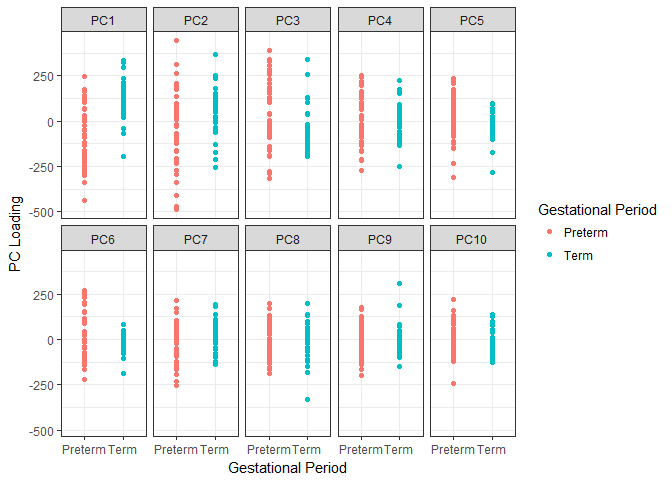 PC1 PC2 PC3 PC4 PC5
250
0
-250
-500
PC Loading
PC6 PC7 PC8 PC9 PC10
250
0
-250
-500
Preterm Term Preterm Term Preterm Term Preterm Term Preterm Term
Gestational Period
Gestational Period
Preterm
Term